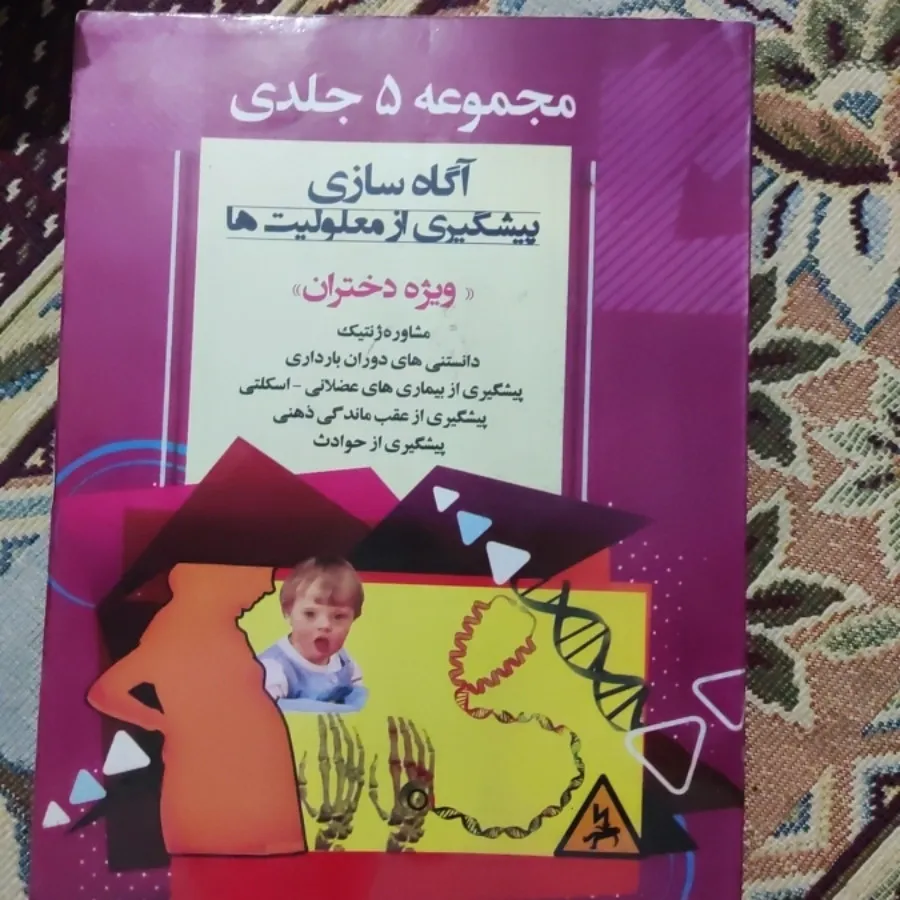 مجموعه ۵ جلدی
آگاه سازی
پیشگیری از معلولیت ها
« ویژه دختران»
مشاوره ژنتیک
دانستنی های دوران بارداری
پیشگیری از بیماری های عضلانی - اسکلتی
پیشگیری از عقب ماندگی ذهنی
پیشگیری از حوادث